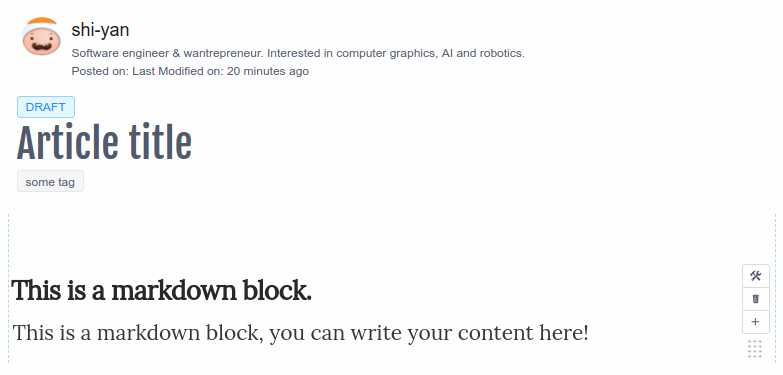 shi-yan
Software engineer & wantrepreneur. Interested in computer graphics, AI and robotics.
Posted on: Last Modified on: 20 minutes ago
DRAFT
Article title
some tag
This is a markdown block.
This is a markdown block, you can write your content here!